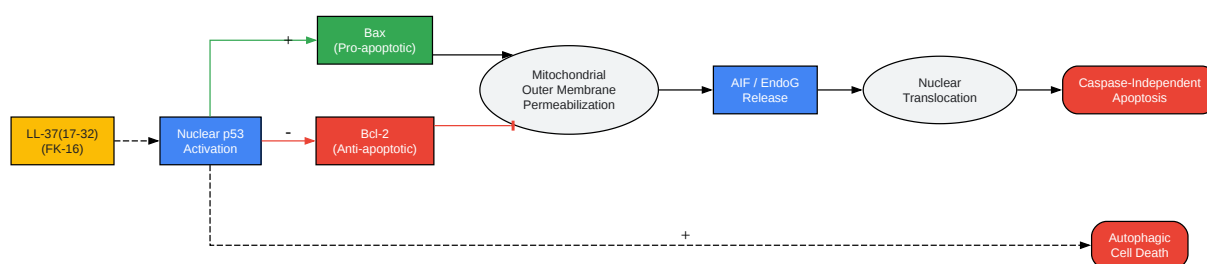 LL-37(17-32)
(FK-16)
Nuclear p53
Activation
+
Bax
(Pro-apoptotic)
-
Bcl-2
(Anti-apoptotic)
Mitochondrial
Outer Membrane
Permeabilization
AIF / EndoG
Release
Nuclear
Translocation
Caspase-Independent
Apoptosis
+
Autophagic
Cell Death